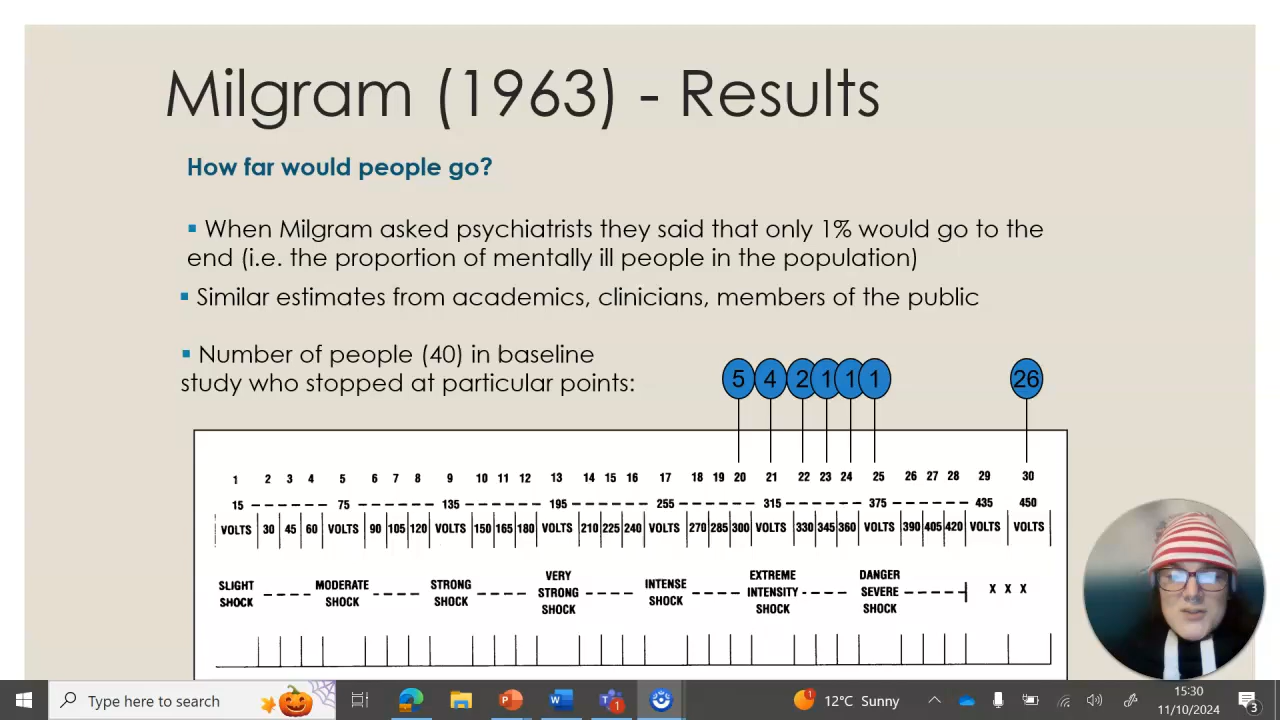 Milgram (1963) - Results
How far would people go?
▪ When Milgram asked psychiatrists they said that only 1% would go to the
end (i.e. the proportion of mentally ill people in the population)
▪ Similar estimates from academics, clinicians, members of the public
▪ Number of people (40) in baseline
study who stopped at particular points:
5 4 2 1 1 1 26
1 2 3 4 5 6 7 8 9 10 11 12 13 14 15 16 17 18 19 20 21 22 23 24 25 26 27 28 29 30
15 75 135 195 255 315 375 435 450
VOLTS 30 45 60 VOLTS 90 105 120 VOLTS 150 165 180 VOLTS 210 225 240 VOLTS 270 285 300 VOLTS 330 345 360 VOLTS 390 405 420 VOLTS VOLTS
SLIGHT
SHOCK
MODERATE
SHOCK
STRONG
SHOCK
VERY
STRONG
SHOCK
INTENSE
SHOCK
EXTREME
INTENSITY
SHOCK
DANGER
SEVERE
SHOCK
X X X
Type here to search
1
1
12°C Sunny
15:30
11/10/2024
3